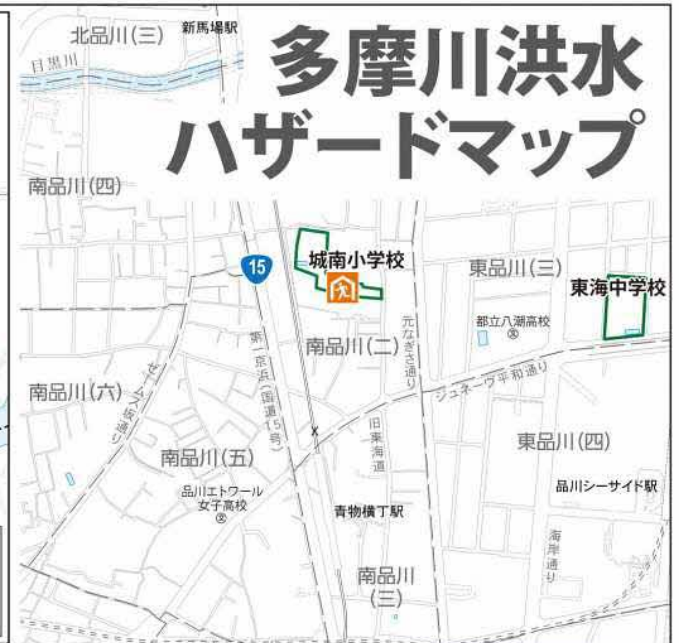 多摩川洪水
ハザードマップ
北品川(三)
新馬場駅
目黒川
南品川(四)
15
城南小学校
東品川(三)
東海中学校
都立八潮高校
文
南品川(二)
元なぎさ通り
ジュネーヴ平和通り
第一京浜(国道15号)
南品川(六)
ゼームス坂通り
南品川(五)
旧東海道
東品川(四)
品川エトワール
女子高校
文
青物横丁駅
品川シーサイド駅
海岸通り
南品川
(三)